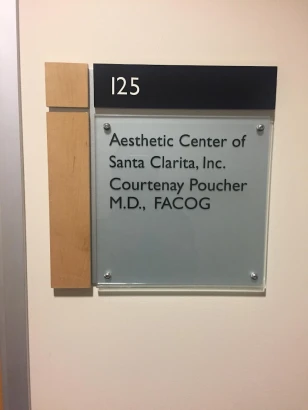 125
Aesthetic Center of
Santa Clarita, Inc.
Courtenay Poucher
M.D., FACOG